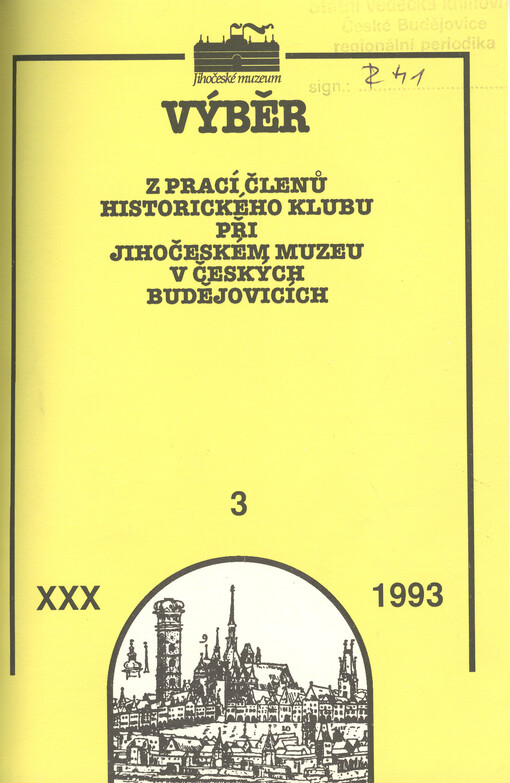 Státní vědecká knihovna
České Budějovice
regionální periodika
sign.: R 41
Jihočeské muzeum
VÝBĚR
Z PRACÍ ČLENŮ
HISTORICKÉHO KLUBU
PŘI
JIHOČESKÉM MUZEU
V ČESKÝCH
BUDĚJOVICÍCH
3
XXX
1993